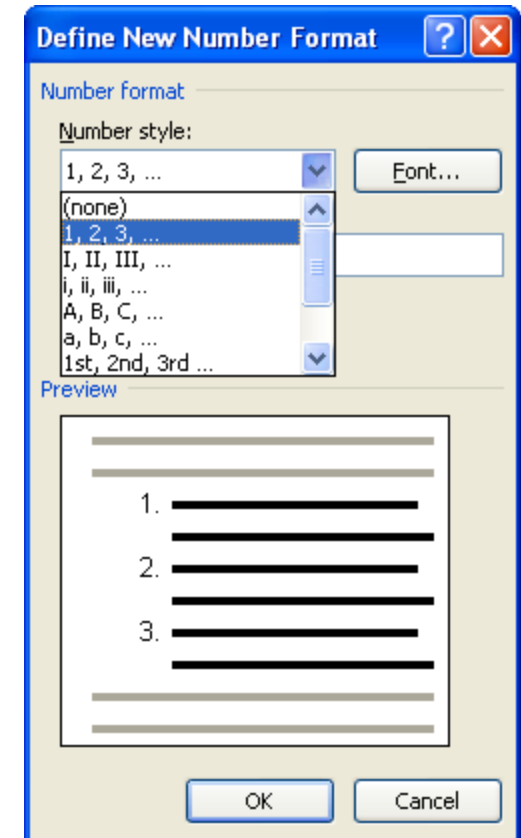 Define New Number Format
Number format
Number style:
1, 2, 3, ...
Font...
(none)
1, 2, 3, ...
I, II, III, ...
i, ii, iii, ...
A, B, C, ...
a, b, c, ...
1st, 2nd, 3rd ...
Preview
1.
2.
3.
OK Cancel